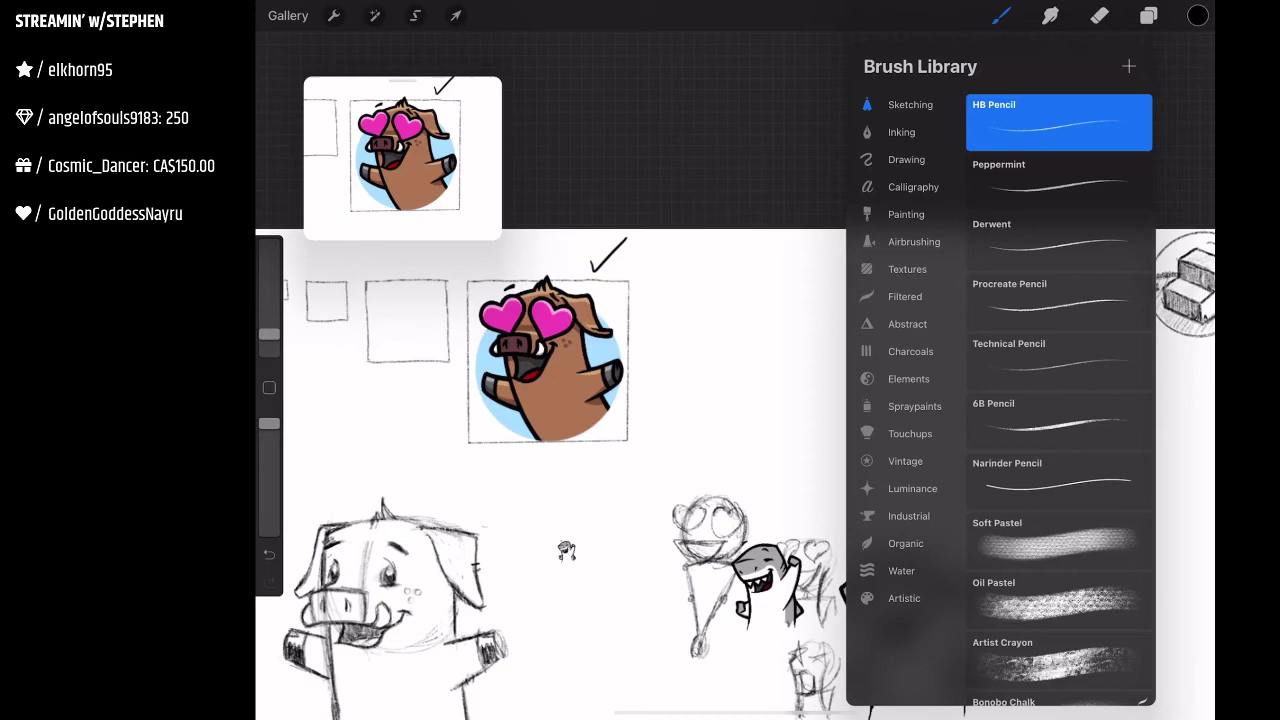 STREAMIN' w/STEPHEN
/ elkhorn95
/ angelofsouls9183: 250
/ Cosmic_Dancer: CA$150.00
/ GoldenGoddessNayru
Gallery
Brush Library
Sketching
Inking
Drawing
Calligraphy
Painting
Airbrushing
Textures
Filtered
Abstract
Charcoals
Elements
Spraypaints
Touchups
Vintage
Luminance
Industrial
Organic
Water
Artistic
HB Pencil
Peppermint
Derwent
Procreate Pencil
Technical Pencil
6B Pencil
Narinder Pencil
Soft Pastel
Oil Pastel
Artist Crayon
Bonobo Chalk